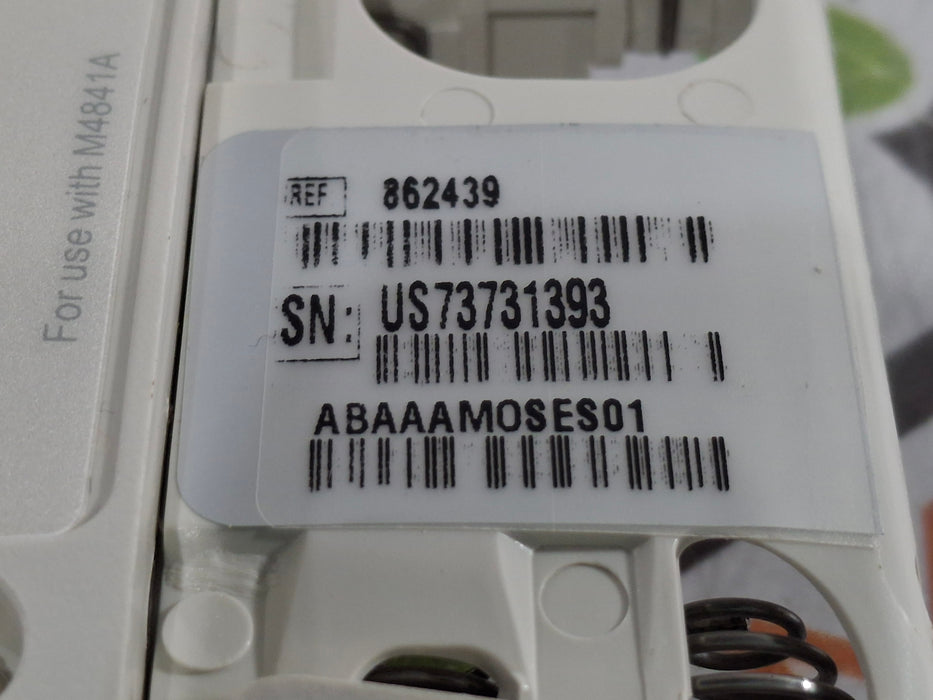 For use with M4841A
REF 862439
SN: US73731393
ABAAAMOSES01